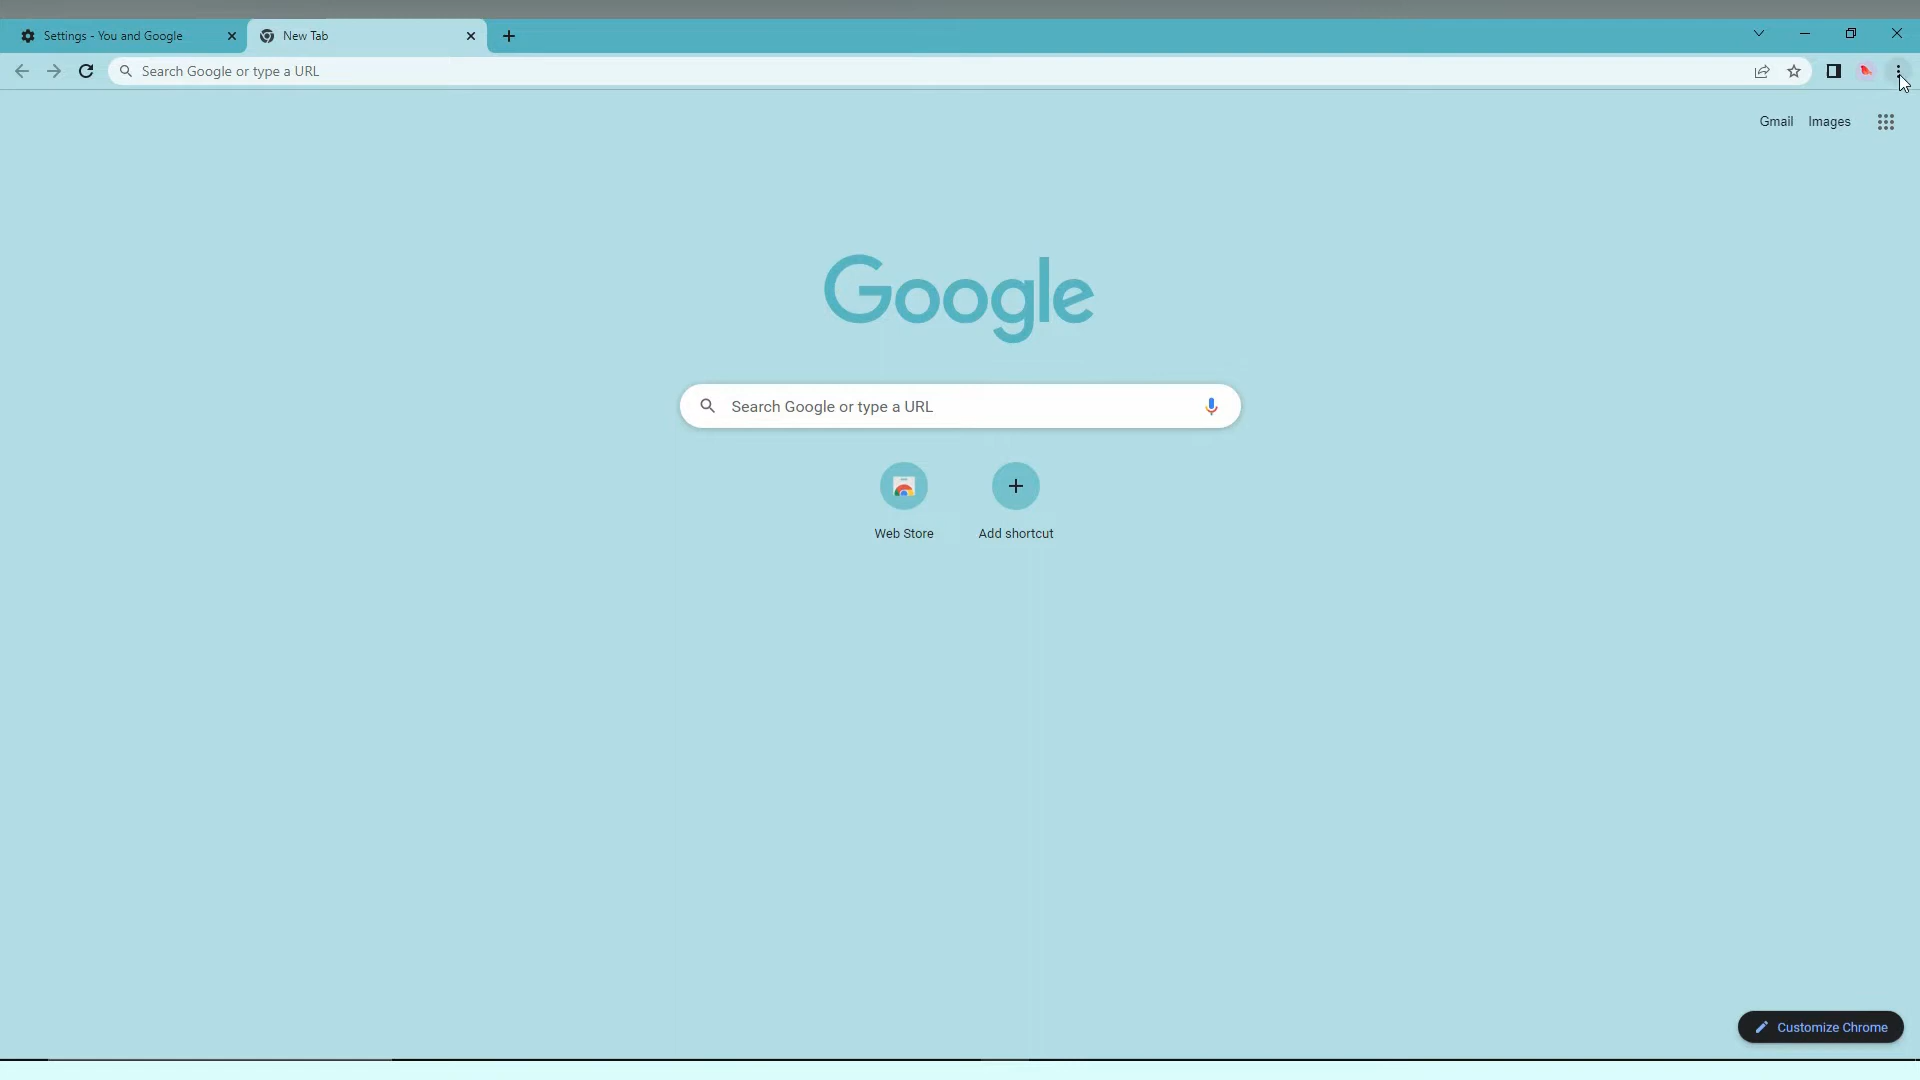 Settings - You and Google
New Tab
Search Google or type a URL
Gmail Images
Google
Search Google or type a URL
Web Store
Add shortcut
Customize Chrome